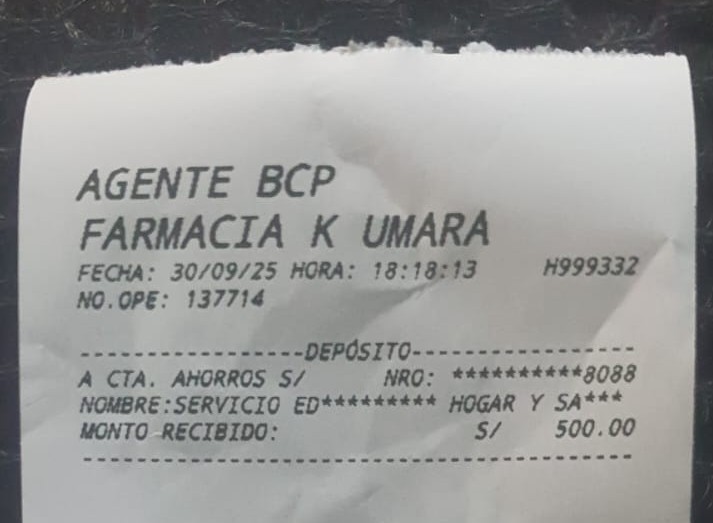 AGENTE BCP
FARMACIA K UMARA
FECHA: 30/09/25 HORA: 18:18:13 H999332
NO.OPE: 137714
-----------------DEPÓSITO-----------------
A CTA. AHORROS S/ NRO: **********8088
NOMBRE:SERVICIO ED********* HOGAR Y SA***
MONTO RECIBIDO: S/ 500.00
------------------------------------------